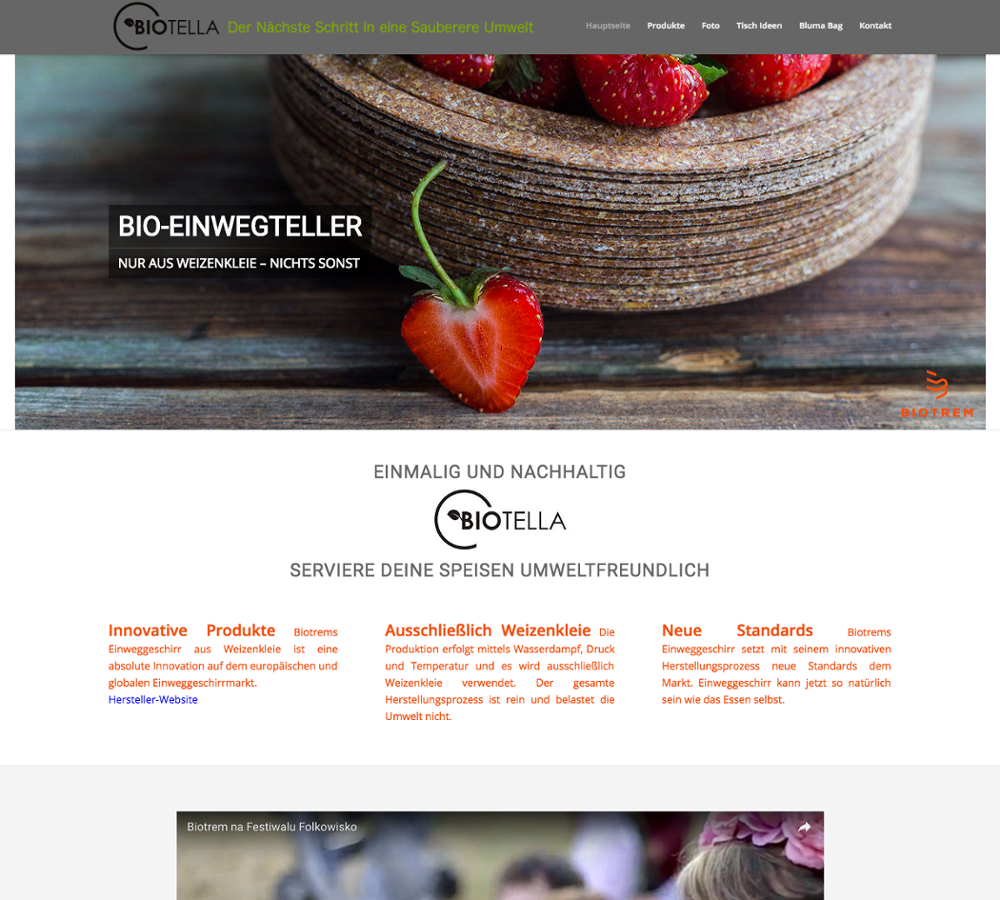 BIOTELLA Der Nächste Schritt in eine Sauberere Umwelt
Hauptseite Produkte Foto Tisch Ideen Bluma Bag Kontakt
BIO-EINWEGTELLER
NUR AUS WEIZENKLEIE – NICHTS SONST
BIOTREM
EINMALIG UND NACHHALTIG
BIOTELLA
SERVIERE DEINE SPEISEN UMWELTFREUNDLICH
Innovative Produkte Biotrems
Einweggeschirr aus Weizenkleie ist eine
absolute Innovation auf dem europäischen und
globalen Einweggeschirrmarkt.
Hersteller-Website
Ausschließlich Weizenkleie Die
Produktion erfolgt mittels Wasserdampf, Druck
und Temperatur und es wird ausschließlich
Weizenkleie verwendet. Der gesamte
Herstellungsprozess ist rein und belastet die
Umwelt nicht.
Neue Standards Biotrems
Einweggeschirr setzt mit seinem innovativen
Herstellungsprozess neue Standards dem
Markt. Einweggeschirr kann jetzt so natürlich
sein wie das Essen selbst.
Biotrem na Festiwalu Folkowisko